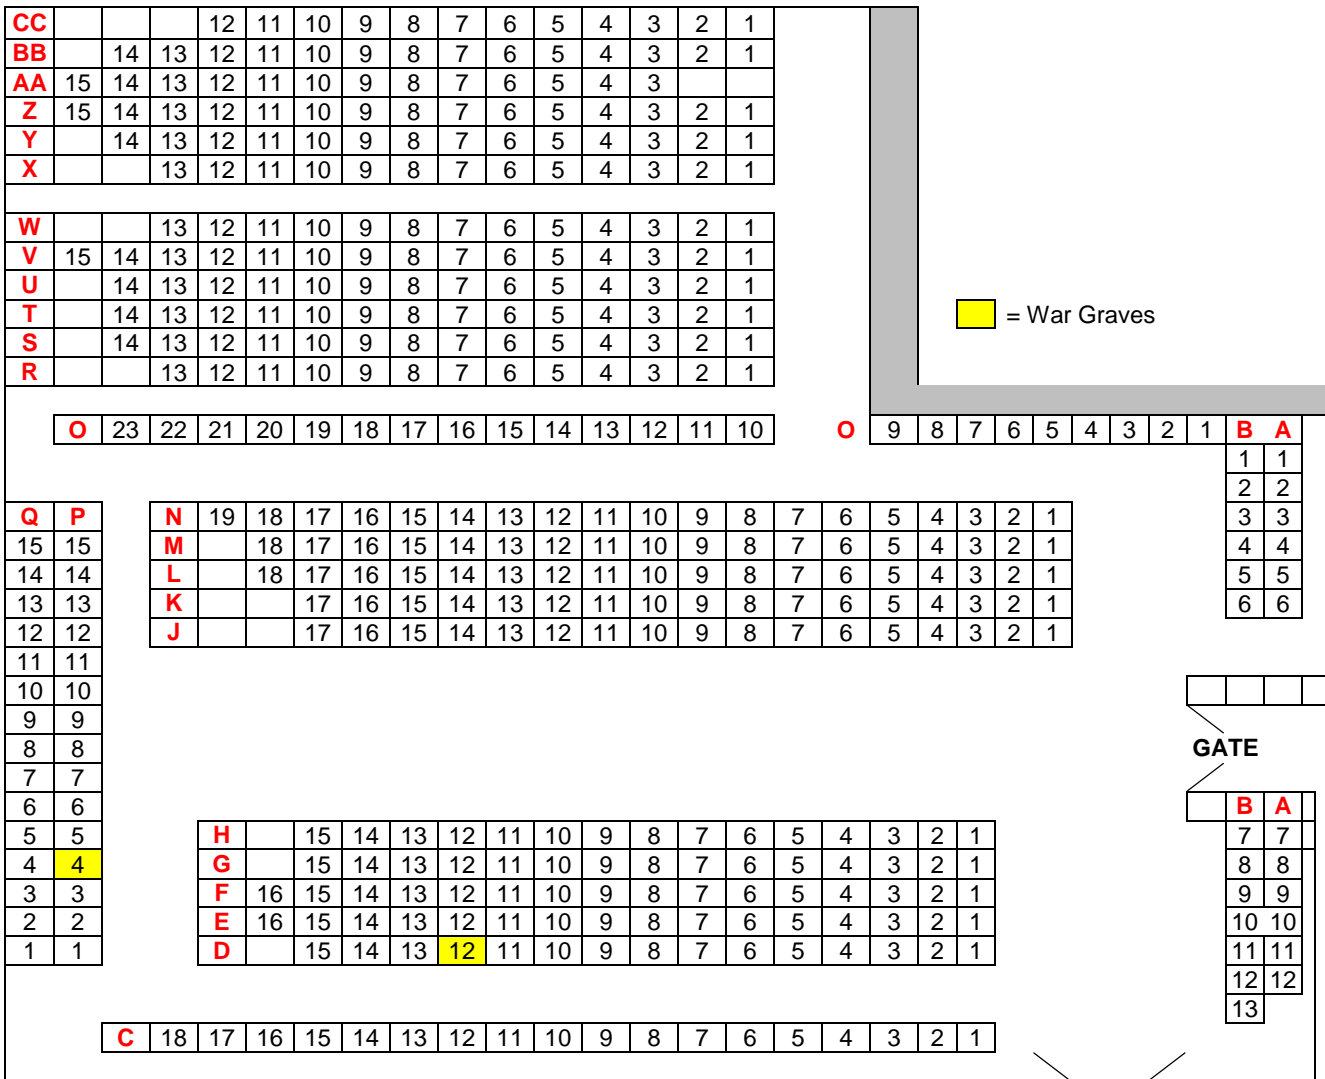 CC 12 11 10 9 8 7 6 5 4 3 2 1
BB 14 13 12 11 10 9 8 7 6 5 4 3 2 1
AA 15 14 13 12 11 10 9 8 7 6 5 4 3
Z 15 14 13 12 11 10 9 8 7 6 5 4 3 2 1
Y 14 13 12 11 10 9 8 7 6 5 4 3 2 1
X 13 12 11 10 9 8 7 6 5 4 3 2 1
W 13 12 11 10 9 8 7 6 5 4 3 2 1
V 15 14 13 12 11 10 9 8 7 6 5 4 3 2 1
U 14 13 12 11 10 9 8 7 6 5 4 3 2 1
T 14 13 12 11 10 9 8 7 6 5 4 3 2 1 = War Graves
S 14 13 12 11 10 9 8 7 6 5 4 3 2 1
R 13 12 11 10 9 8 7 6 5 4 3 2 1
O 23 22 21 20 19 18 17 16 15 14 13 12 11 10 O 9 8 7 6 5 4 3 2 1 B A
1 1
2 2
Q P N 19 18 17 16 15 14 13 12 11 10 9 8 7 6 5 4 3 2 1 3 3
15 15 M 18 17 16 15 14 13 12 11 10 9 8 7 6 5 4 3 2 1 4 4
14 14 L 18 17 16 15 14 13 12 11 10 9 8 7 6 5 4 3 2 1 5 5
13 13 K 17 16 15 14 13 12 11 10 9 8 7 6 5 4 3 2 1 6 6
12 12 J 17 16 15 14 13 12 11 10 9 8 7 6 5 4 3 2 1
11 11
10 10
9 9
8 8 GATE
7 7
6 6 B A
5 5 H 15 14 13 12 11 10 9 8 7 6 5 4 3 2 1 7 7
4 4 G 15 14 13 12 11 10 9 8 7 6 5 4 3 2 1 8 8
3 3 F 16 15 14 13 12 11 10 9 8 7 6 5 4 3 2 1 9 9
2 2 E 16 15 14 13 12 11 10 9 8 7 6 5 4 3 2 1 10 10
1 1 D 15 14 13 12 11 10 9 8 7 6 5 4 3 2 1 11 11
12 12
13
C 18 17 16 15 14 13 12 11 10 9 8 7 6 5 4 3 2 1